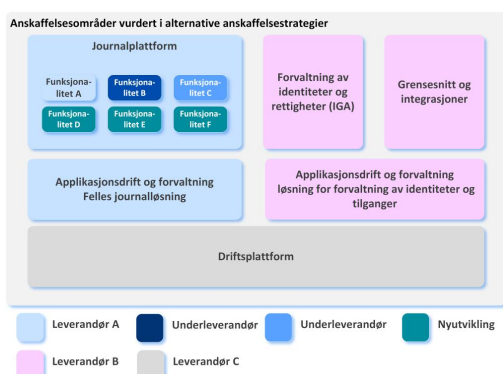 Anskaffelsesområder vurdert i alternative anskaffelsestrategier
Journalplattform
Funksjona-
litet A
Funksjona-
litet B
Funksjona-
litet C
Funksjona-
litet D
Funksjona-
litet E
Funksjona-
litet F
Forvaltning av
identiteter og
rettigheter (IGA)
Grensesnitt og
integrasjoner
Applikasjonsdrift og forvaltning
Felles journalløsning
Applikasjonsdrift og forvaltning
løsning for forvaltning av identiteter og
tilganger
Driftsplattform
Leverandør A
Underleverandør
Underleverandør
Nyutvikling
Leverandør B
Leverandør C